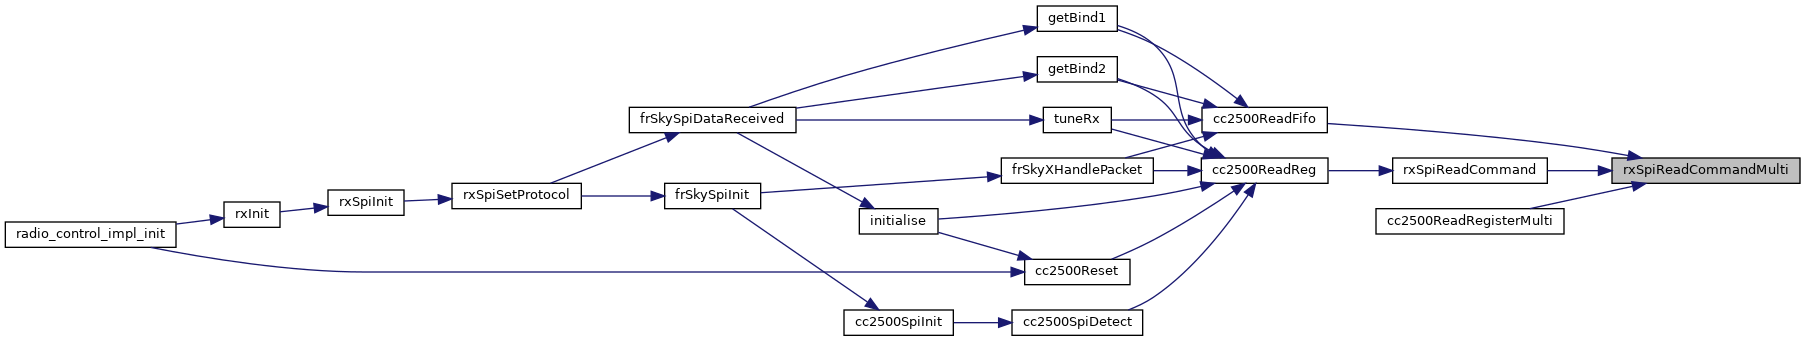 getBind1
getBind2
frSkySpiDataReceived
tuneRx
cc2500ReadFifo
frSkyXHandlePacket
cc2500ReadReg
rxSpiReadCommand
rxSpiReadCommandMulti
rxSpiSetProtocol
frSkySpiInit
rxSpiInit
rxInit
initialise
cc2500ReadRegisterMulti
radio_control_impl_init
cc2500Reset
cc2500SpiInit
cc2500SpiDetect